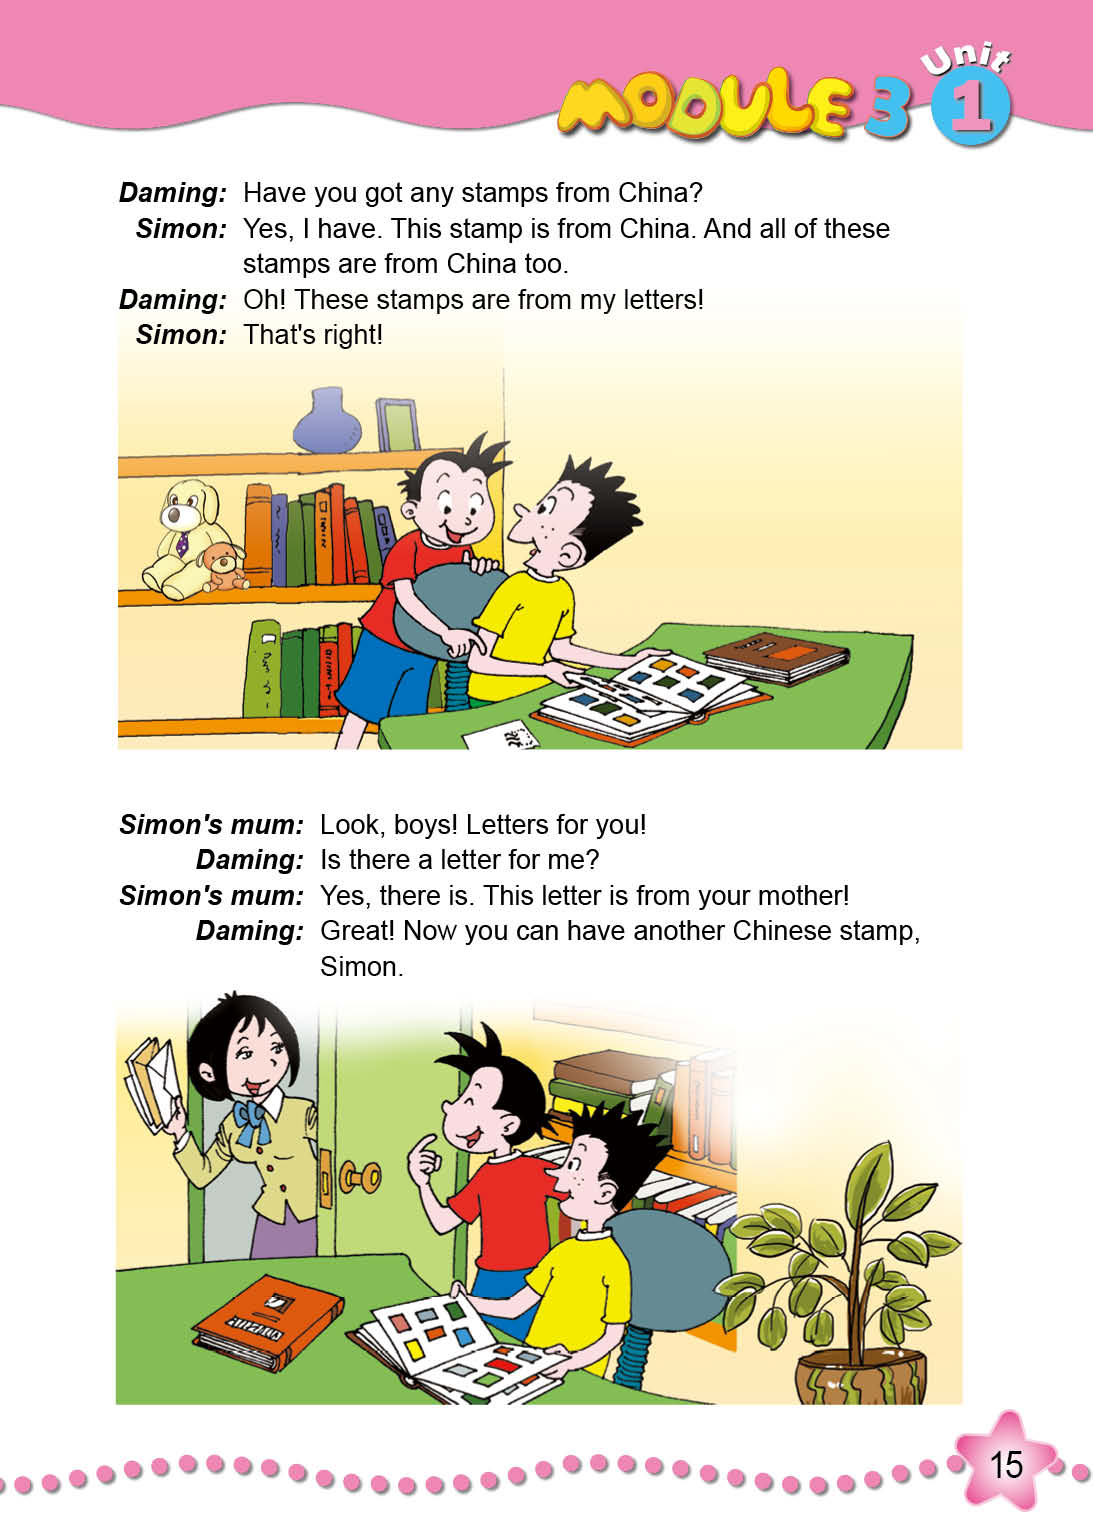 MODULE 3 Unit 1
Daming: Have you got any stamps from China?
Simon: Yes, I have. This stamp is from China. And all of these
stamps are from China too.
Daming: Oh! These stamps are from my letters!
Simon: That's right!
Simon's mum: Look, boys! Letters for you!
Daming: Is there a letter for me?
Simon's mum: Yes, there is. This letter is from your mother!
Daming: Great! Now you can have another Chinese stamp,
Simon.
15